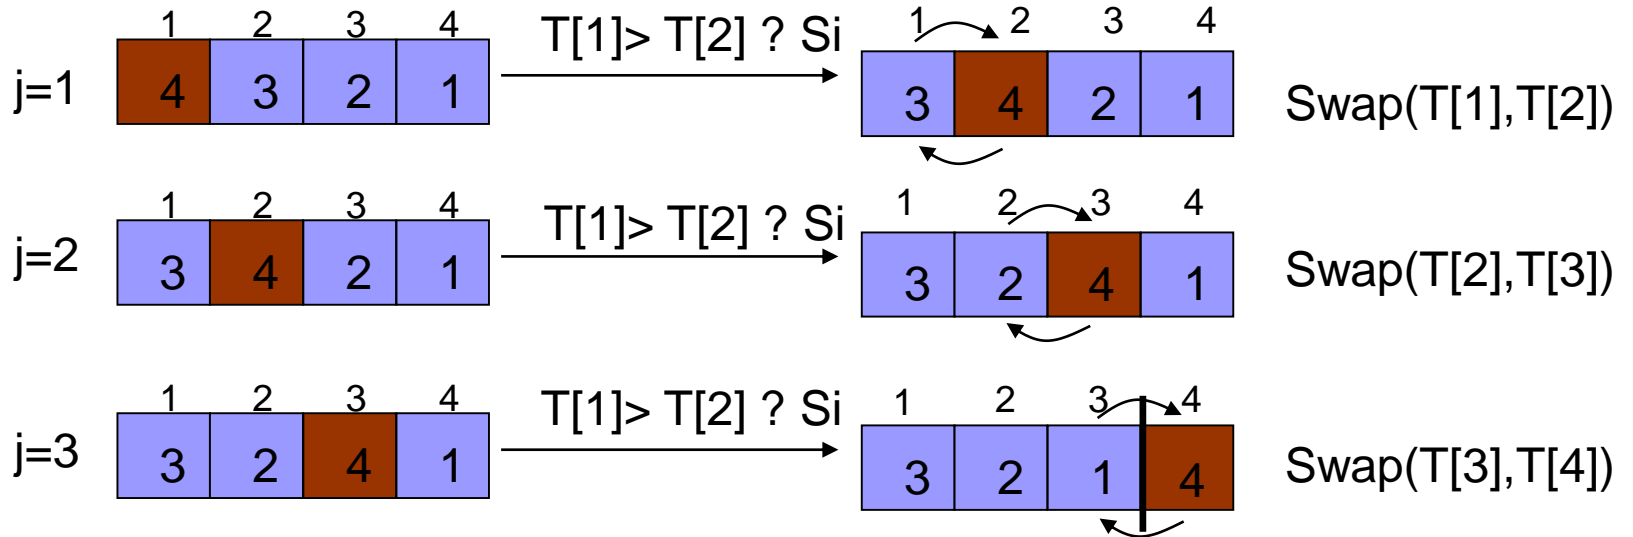 1 2 3 4
T[1]> T[2] ? Si
1 2 3 4
j=1
4 3 2 1
3 4 2 1
Swap(T[1],T[2])
1 2 3 4
T[1]> T[2] ? Si
1 2 3 4
j=2
3 4 2 1
3 2 4 1
Swap(T[2],T[3])
1 2 3 4
T[1]> T[2] ? Si
1 2 3 4
j=3
3 2 4 1
3 2 1 4
Swap(T[3],T[4])